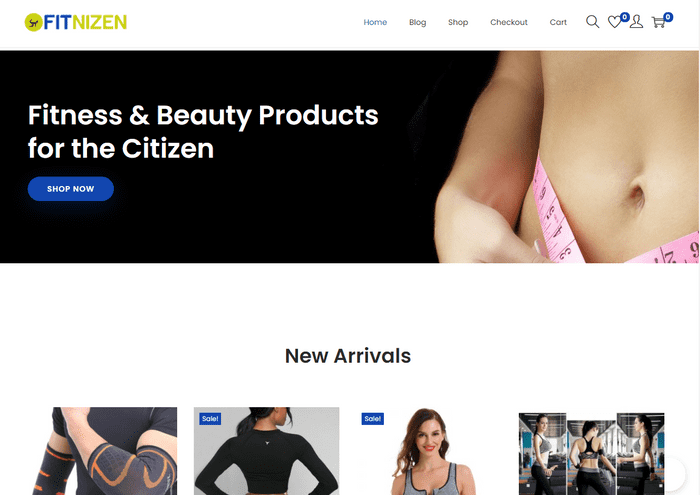 FITNIZEN
Home
Blog
Shop
Checkout
Cart
0
0
Fitness & Beauty Products
for the Citizen
SHOP NOW
New Arrivals
Sale!
Sale!